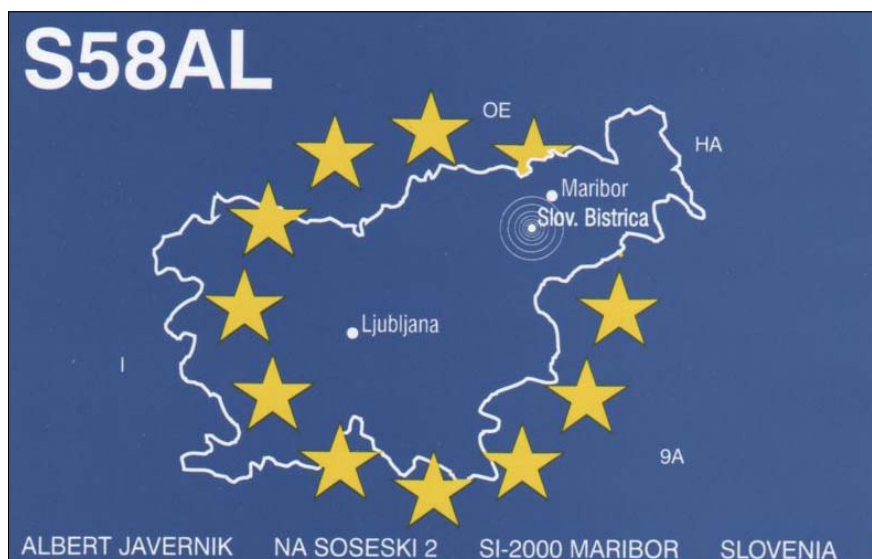 S58AL
OE
HA
Maribor
Slov. Bistrica
Ljubljana
I
9A
ALBERT JAVERNIK NA SOSESKI 2 SI-2000 MARIBOR SLOVENIA